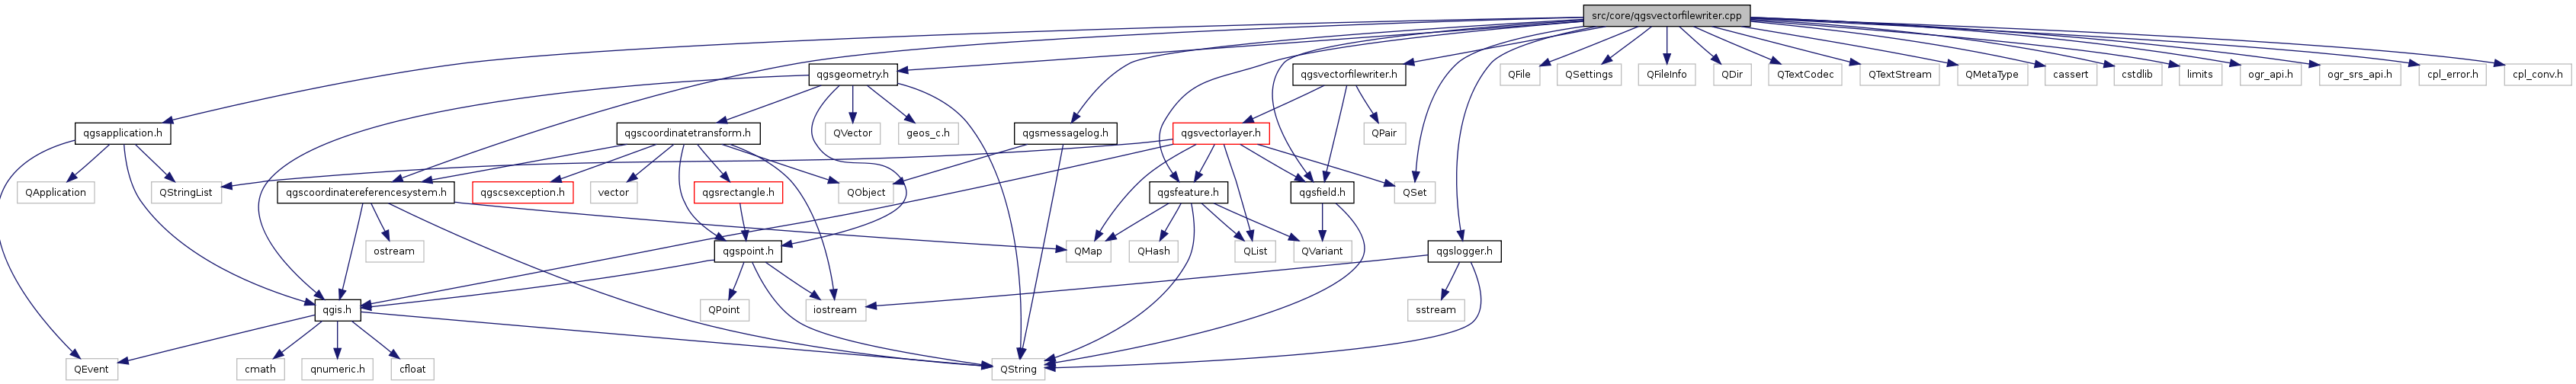 src/core/qgsvectorfilewriter.cpp
qgsgeometry.h
qgsvectorfilewriter.h
QFile
QSettings
QFileInfo
QDir
QTextCodec
QTextStream
QMetaType
cassert
cstdlib
limits
ogr_api.h
ogr_srs_api.h
cpl_error.h
cpl_conv.h
qgsapplication.h
qgscoordinatetransform.h
QVector
geos_c.h
qgsmessagelog.h
qgsvectorlayer.h
QPair
QApplication
QStringList
qgscoordinatereferencesystem.h
qgscsexception.h
vector
qgsrectangle.h
QObject
qgsfeature.h
qgsfield.h
QSet
ostream
qgspoint.h
QMap
QHash
QList
QVariant
qgslogger.h
qgis.h
QPoint
iostream
sstream
QEvent
cmath
qnumeric.h
cfloat
QString